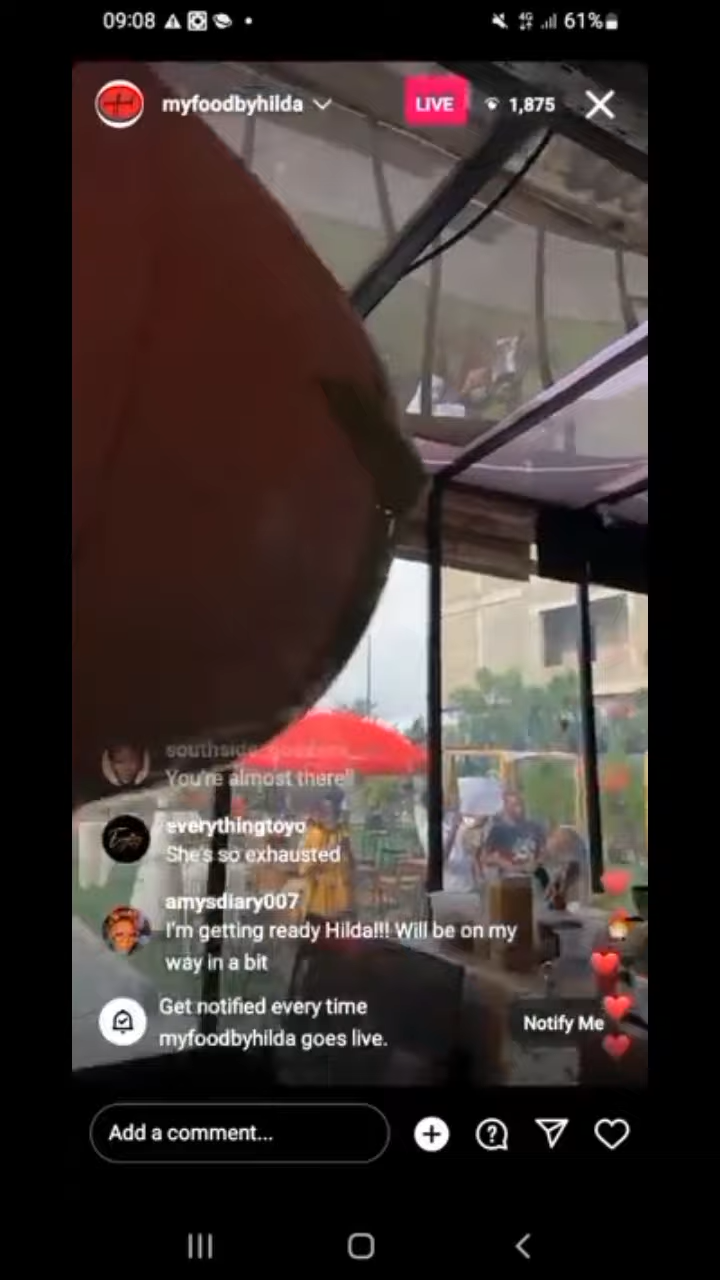 09:08
4G
61%
myfoodbyhilda
LIVE
1,875
You're almost there!!
everythingtoyo
She's so exhausted
amysdiary007
I'm getting ready Hilda!!! Will be on my
way in a bit
Get notified every time
myfoodbyhilda goes live.
Notify Me
Add a comment...